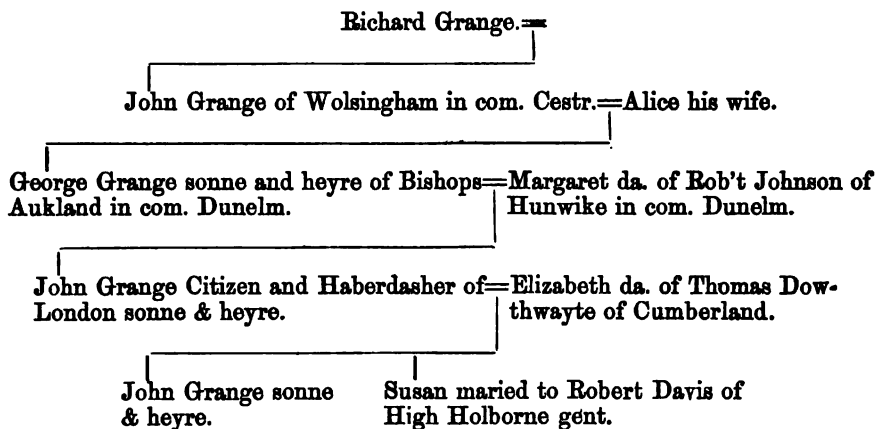 Richard Grange.=
John Grange of Wolsingham in com. Cestr.=Alice his wife.
George Grange sonne and heyre of Bishops=Margaret da. of Rob't Johnson of
Aukland in com. Dunelm. Hunwike in com. Dunelm.
John Grange Citizen and Haberdasher of=Elizabeth da. of Thomas Dow-
London sonne & heyre. thwayte of Cumberland.
John Grange sonne Susan maried to Robert Davis of
& heyre. High Holborne gent.